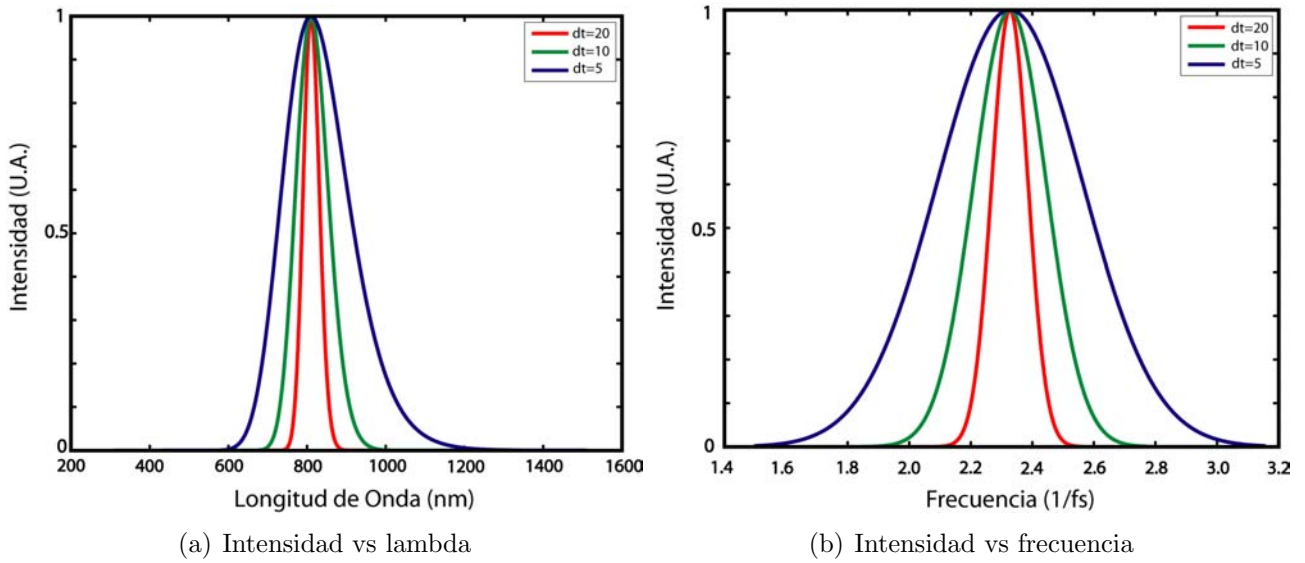 1
dt=20
dt=10
dt=5
Intensidad (U.A.)
0.5
0
200 400 600 800 1000 1200 1400 1600
Longitud de Onda (nm)
(a) Intensidad vs lambda
1
dt=20
dt=10
dt=5
Intensidad (U.A.)
0.5
0
1.4 1.6 1.8 2.0 2.2 2.4 2.6 2.8 3.0 3.2
Frecuencia (1/fs)
(b) Intensidad vs frecuencia